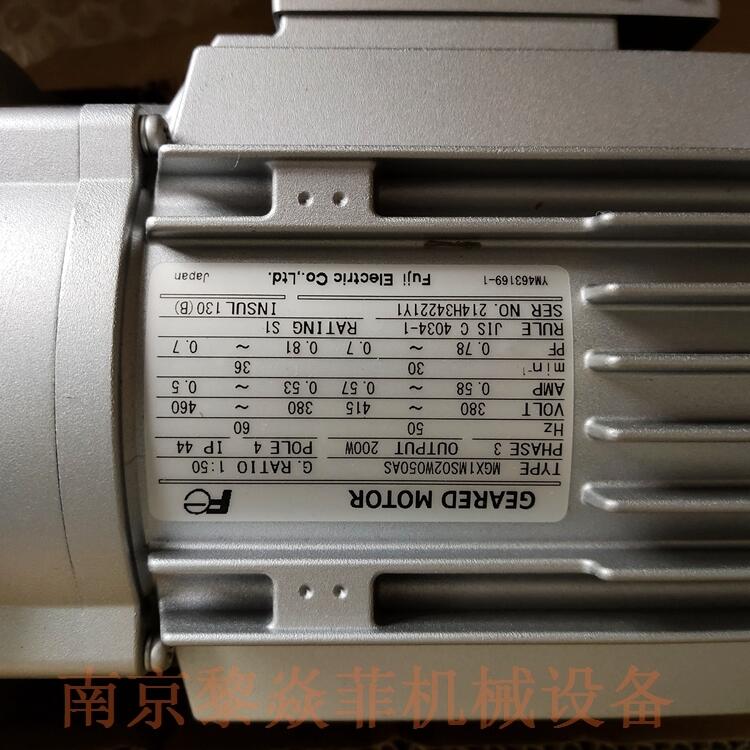 GEARED MOTOR Fe
TYPE MGX1MS02W050AS G. RATIO 1:50
PHASE 3 OUTPUT 200W POLE 4 IP 44
Hz 50 60
VOLT 380 ~ 415 380 ~ 460
AMP 0.58 ~ 0.57 0.53 ~ 0.5
min⁻¹ 30 36
PF 0.78 ~ 0.7 0.81 ~ 0.7
RULE JIS C 4034-1 RATING S1
SER NO. 214H34221Y1 INSUL 130 (B)
YM463169-1 Fuji Electric Co.,Ltd. Japan
南京黎焱菲机械设备